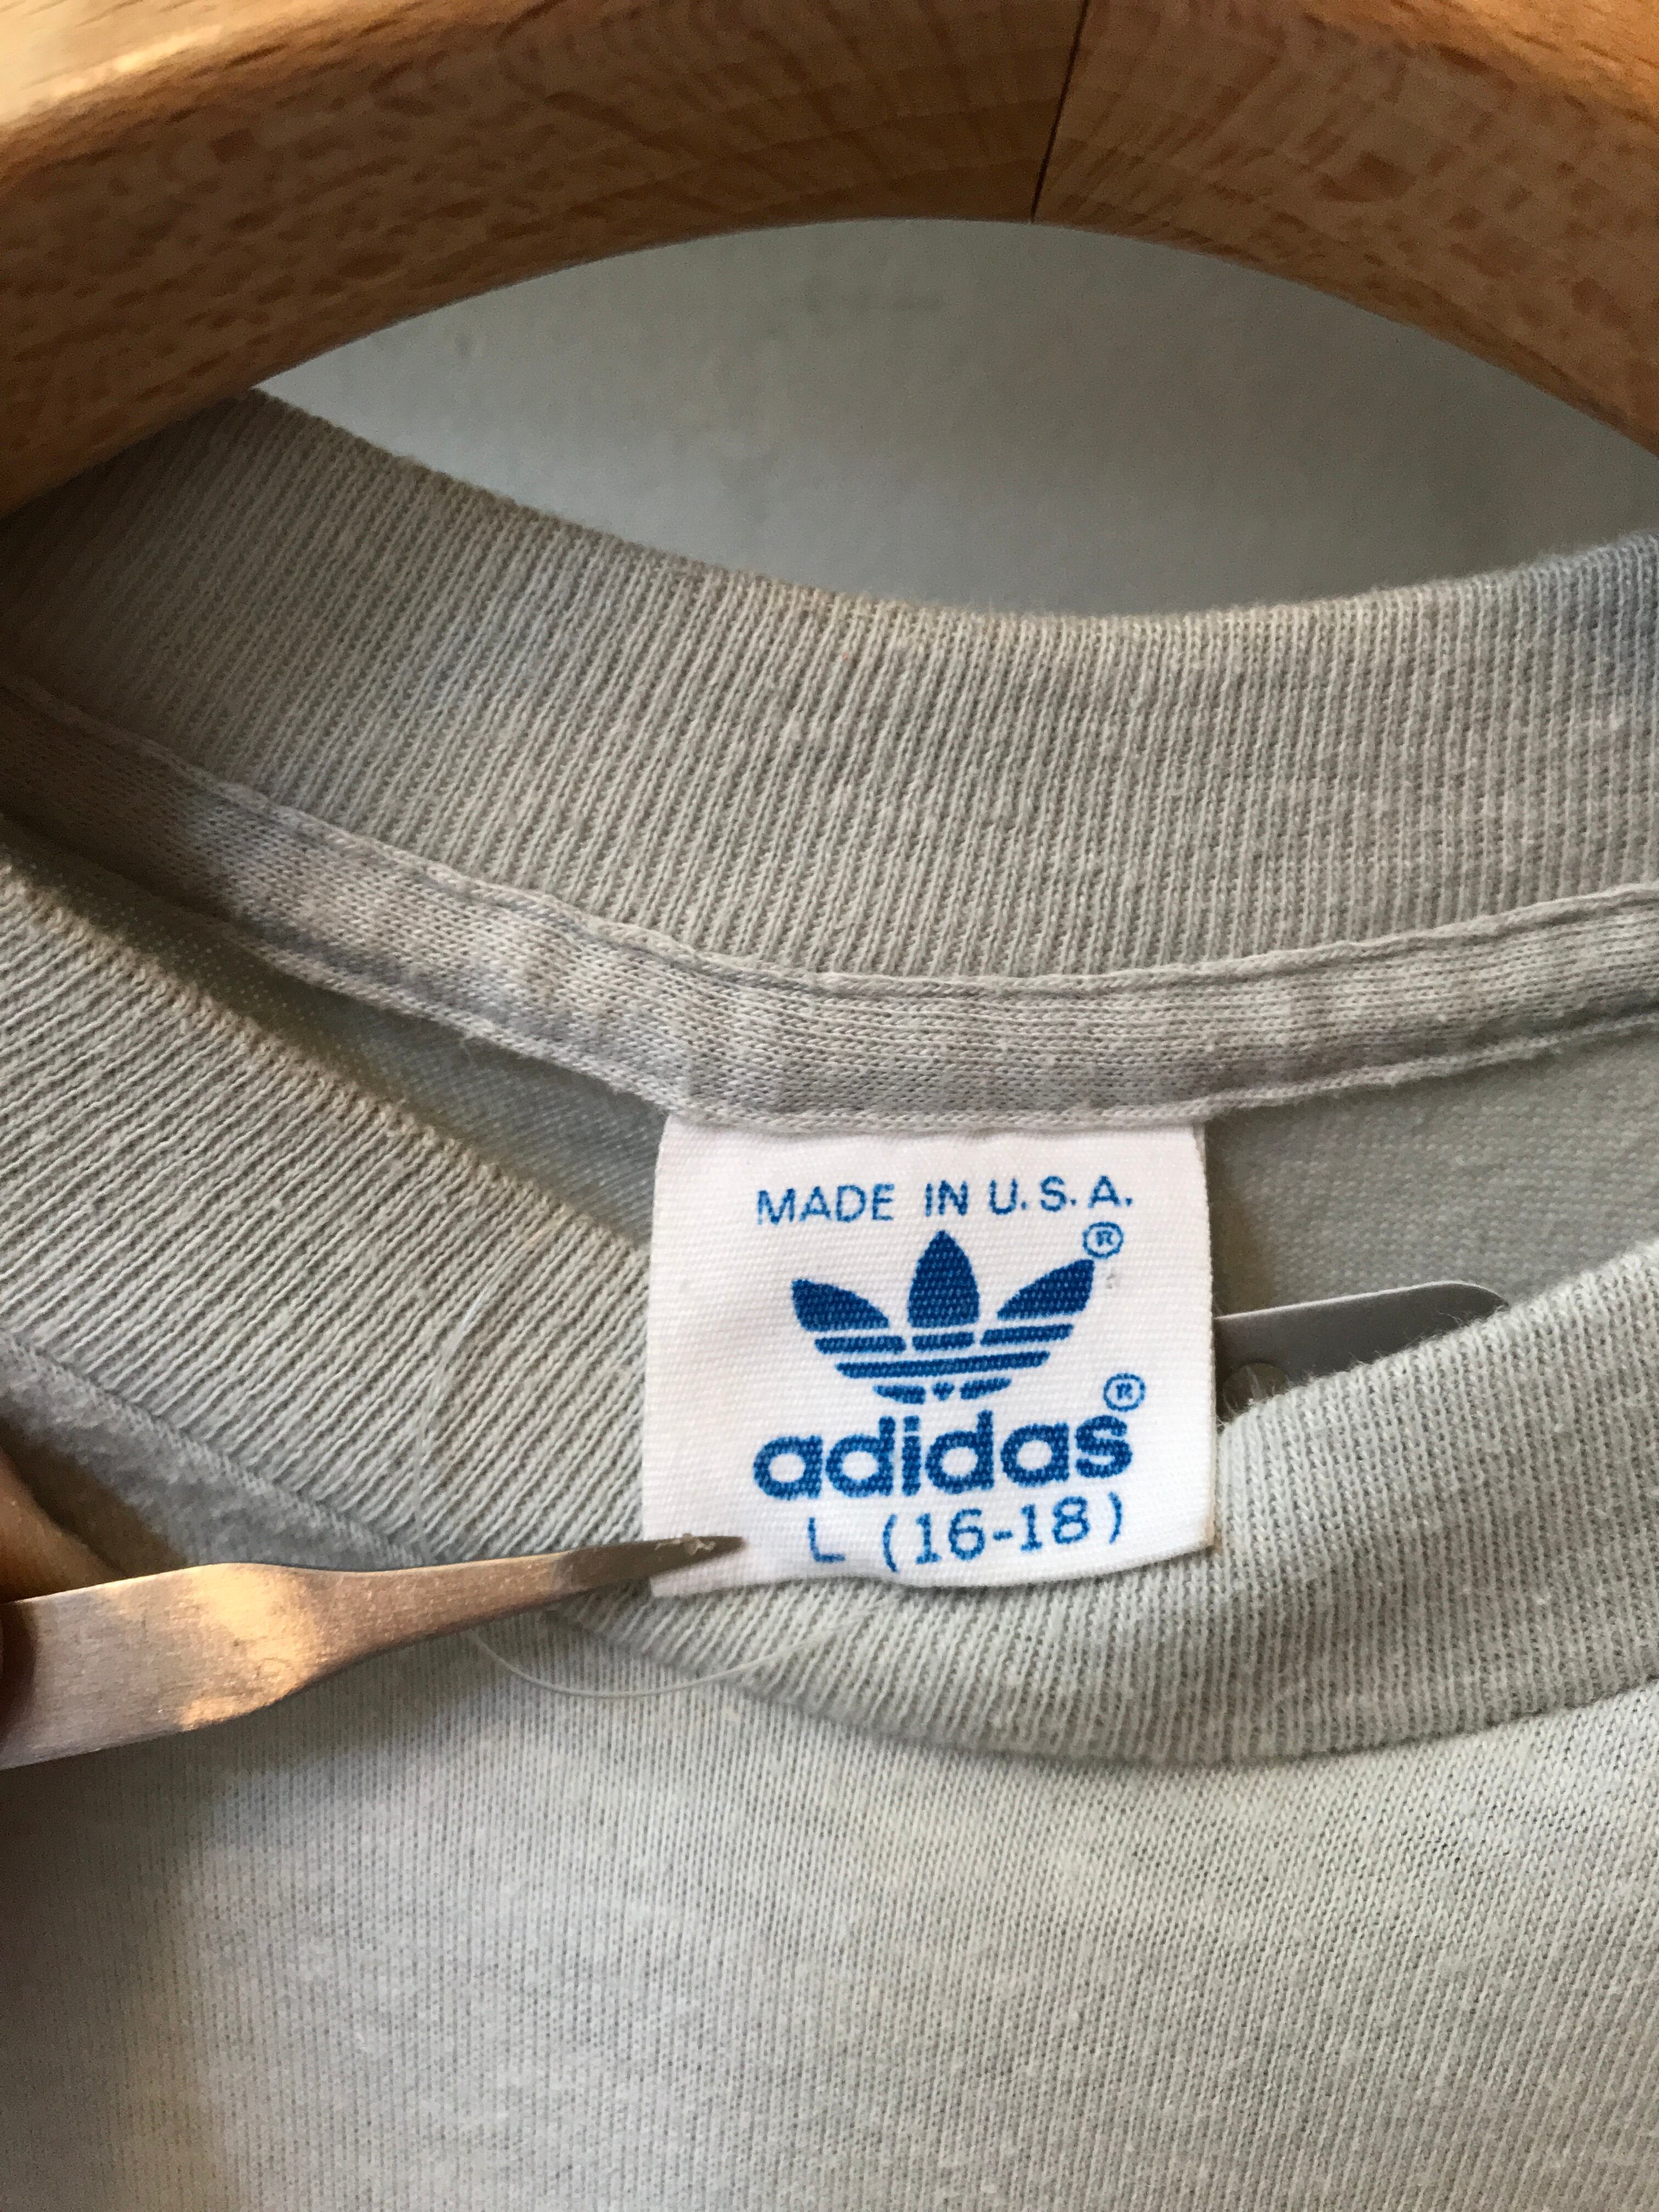 MADE IN U.S.A.
®
adidas®
L (16-18)